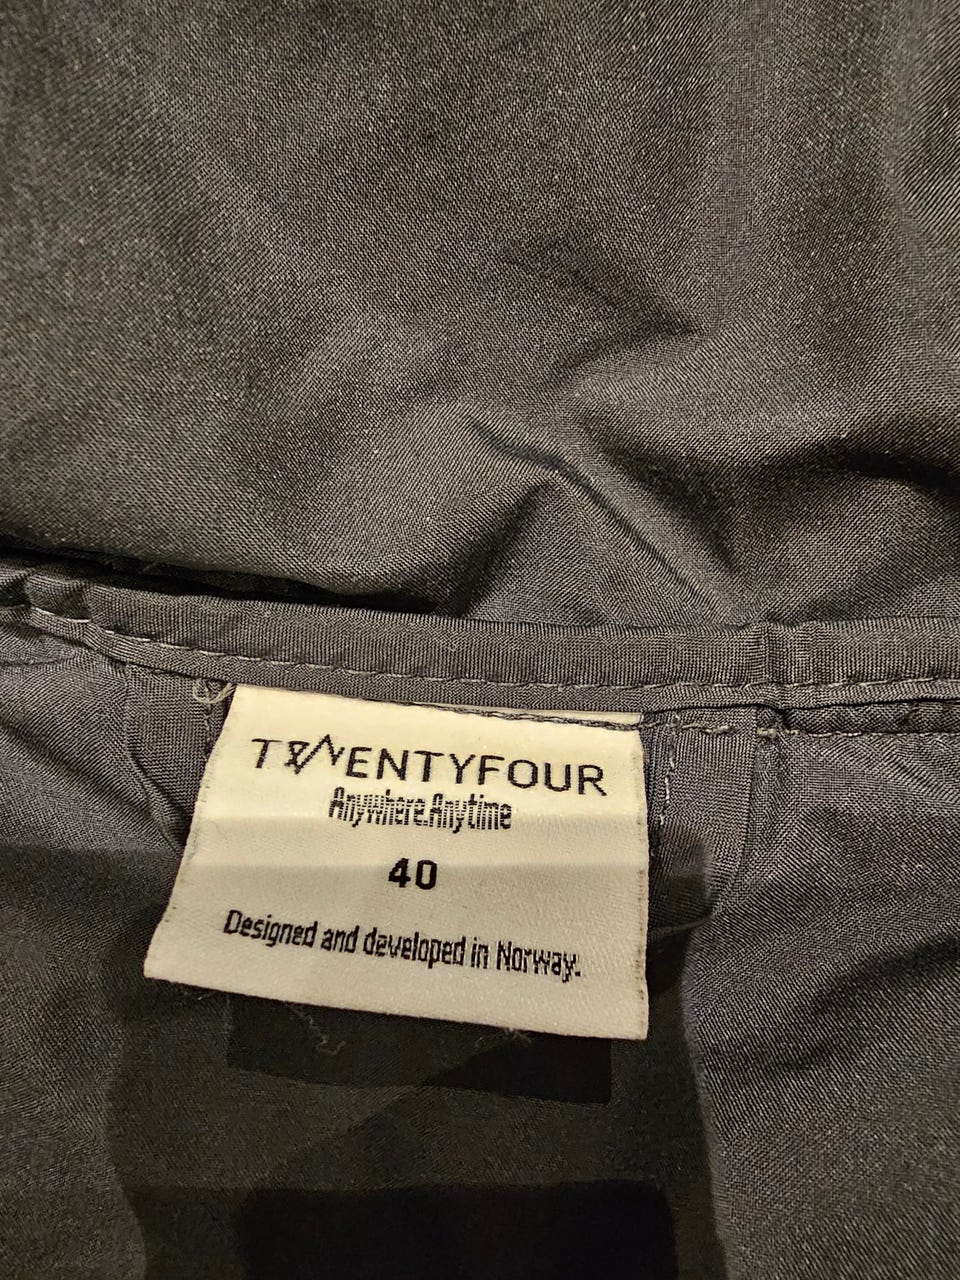 TWENTYFOUR
Anywhere.Anytime
40
Designed and developed in Norway.